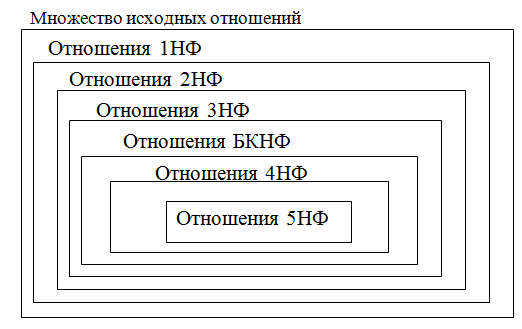 Множество исходных отношений
Отношения 1НФ
Отношения 2НФ
Отношения 3НФ
Отношения БКНФ
Отношения 4НФ
Отношения 5НФ